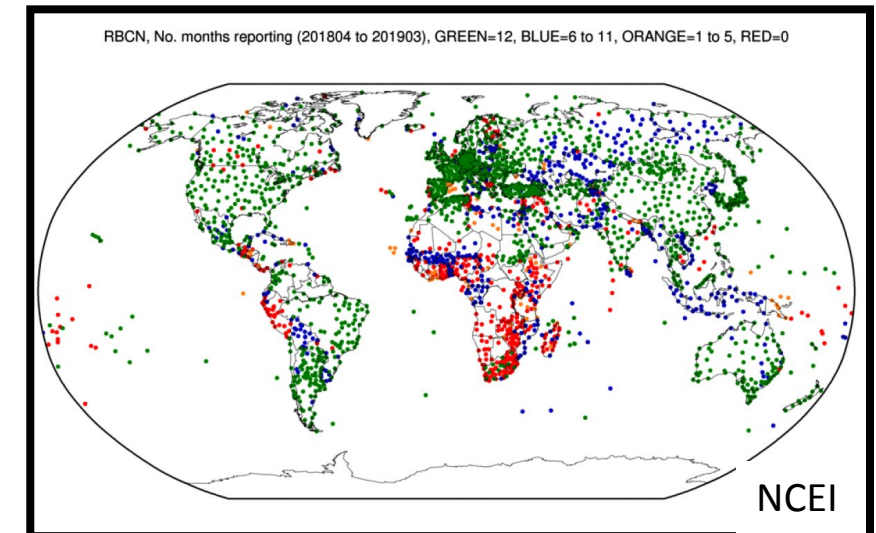 RBCN, No. months reporting (201804 to 201903), GREEN=12, BLUE=6 to 11, ORANGE=1 to 5, RED=0
NCEI